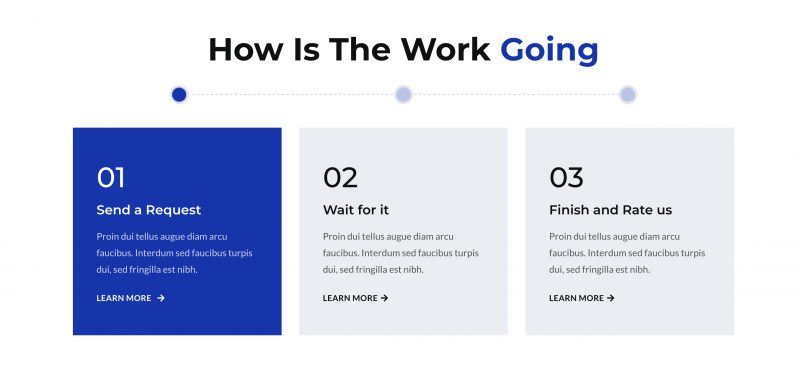 How Is The Work Going
01
Send a Request
Proin dui tellus augue diam arcu
faucibus. Interdum sed faucibus turpis
dui, sed fringilla est nibh.
LEARN MORE →
02
Wait for it
Proin dui tellus augue diam arcu
faucibus. Interdum sed faucibus turpis
dui, sed fringilla est nibh.
LEARN MORE →
03
Finish and Rate us
Proin dui tellus augue diam arcu
faucibus. Interdum sed faucibus turpis
dui, sed fringilla est nibh.
LEARN MORE →